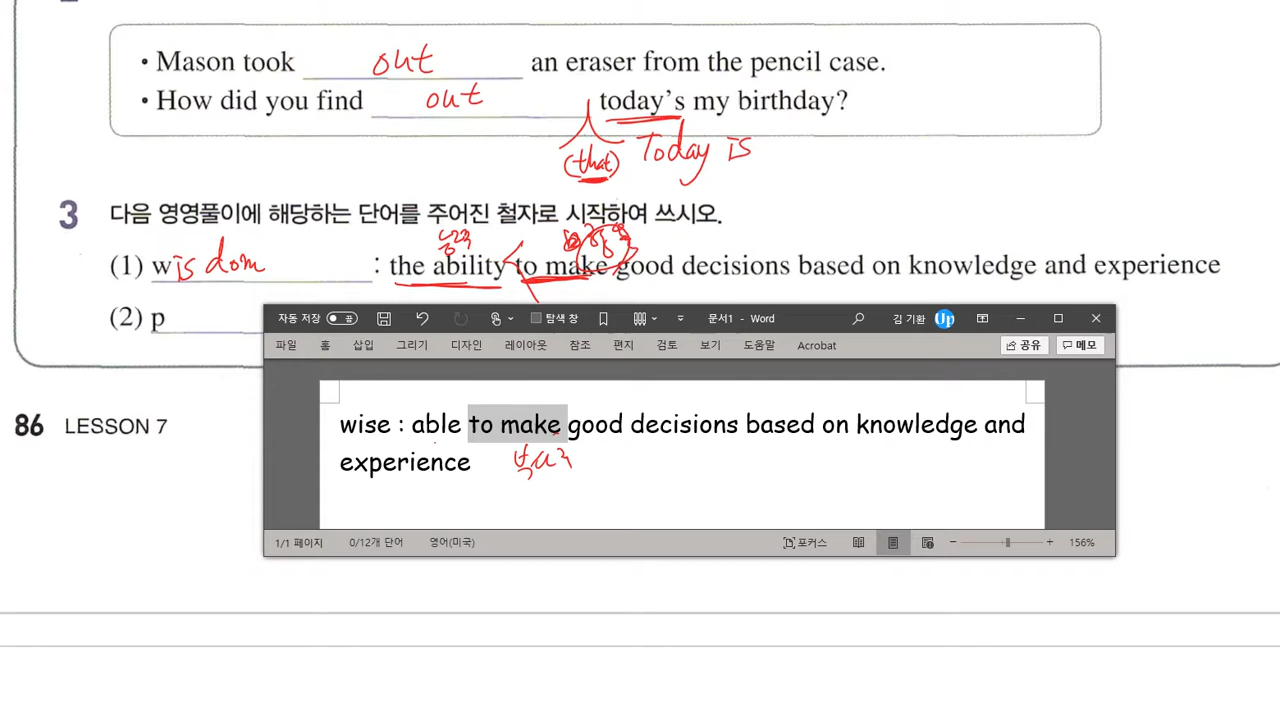 • Mason took out an eraser from the pencil case.
• How did you find out today's my birthday?
(that) Today is
3 다음 영영풀이에 해당하는 단어를 주어진 철자로 시작하여 쓰시오.
능력
(1) wisdom : the ability to make good decisions based on knowledge and experience
(2) p
자동 저장 탐색 창 문서1 - Word 김 기환 Up
파일 홈 삽입 그리기 디자인 레이아웃 참조 편지 검토 보기 도움말 Acrobat 공유 메모
wise : able to make good decisions based on knowledge and
experience
86 LESSON 7
1/1 페이지 0/12개 단어 영어(미국) 포커스 156%